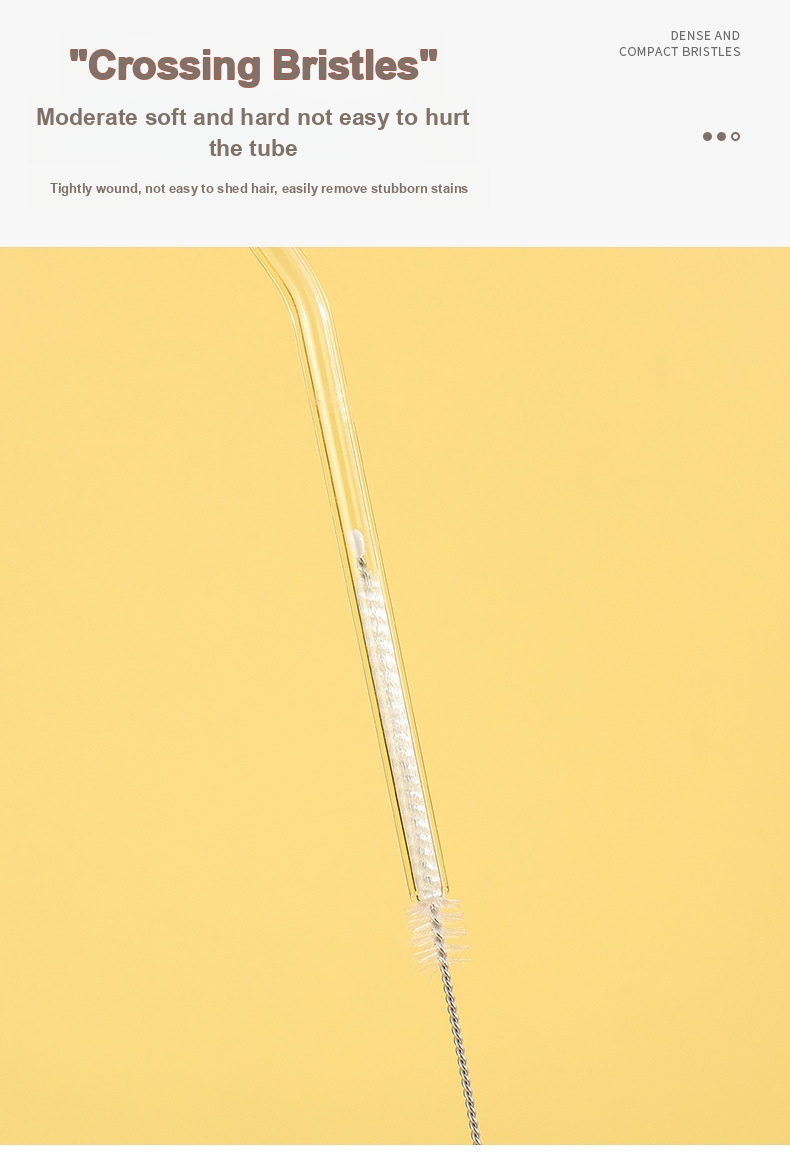 "Crossing Bristles"
DENSE AND
COMPACT BRISTLES
Moderate soft and hard not easy to hurt
the tube
Tightly wound, not easy to shed hair, easily remove stubborn stains